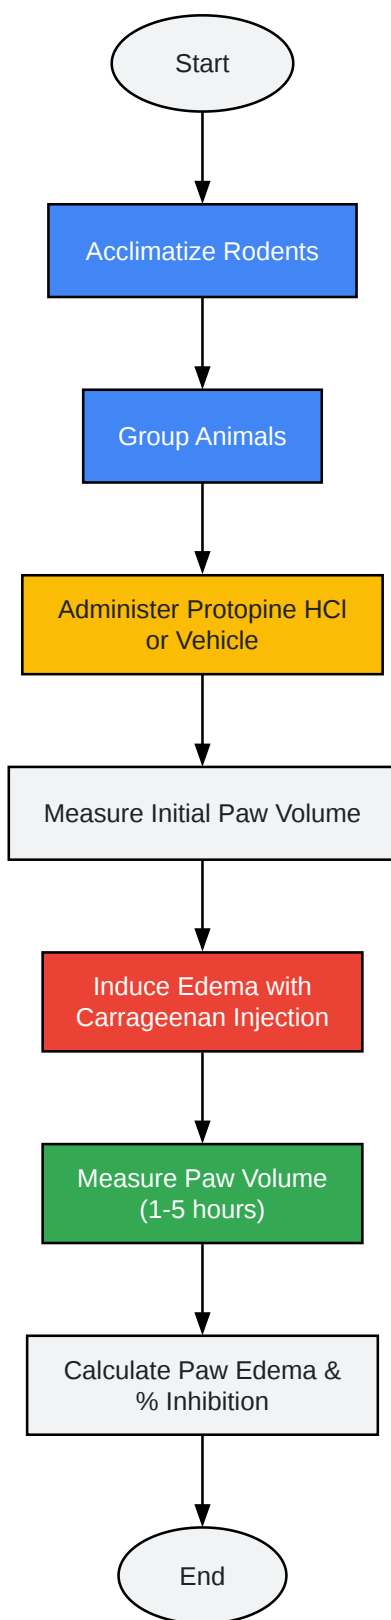 Start
Acclimatize Rodents
Group Animals
Administer Protopine HCl
or Vehicle
Measure Initial Paw Volume
Induce Edema with
Carrageenan Injection
Measure Paw Volume
(1-5 hours)
Calculate Paw Edema &
% Inhibition
End